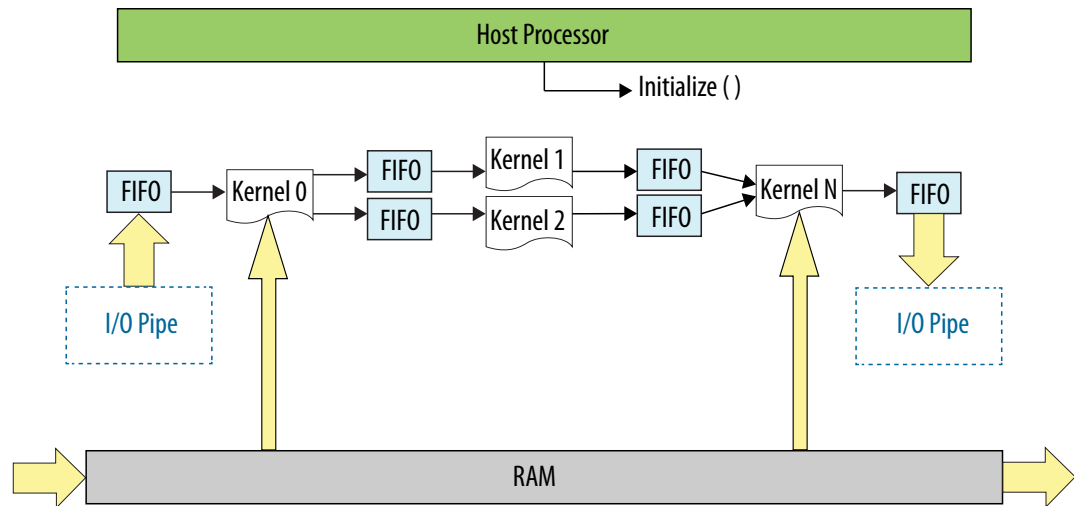 Host Processor
Initialize ( )
FIFO
Kernel 0
FIFO
FIFO
Kernel 1
Kernel 2
FIFO
FIFO
Kernel N
FIFO
I/O Pipe
I/O Pipe
RAM